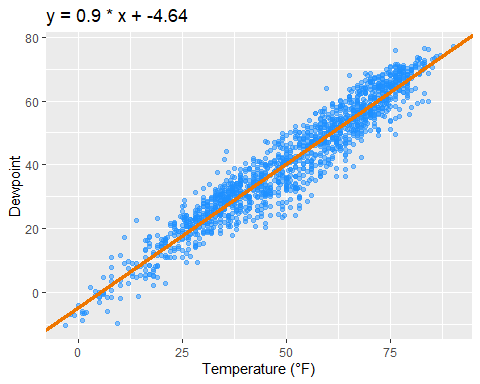 y = 0.9 * x + -4.64
80
60
40
20
0
Dewpoint
0 25 50 75
Temperature (°F)